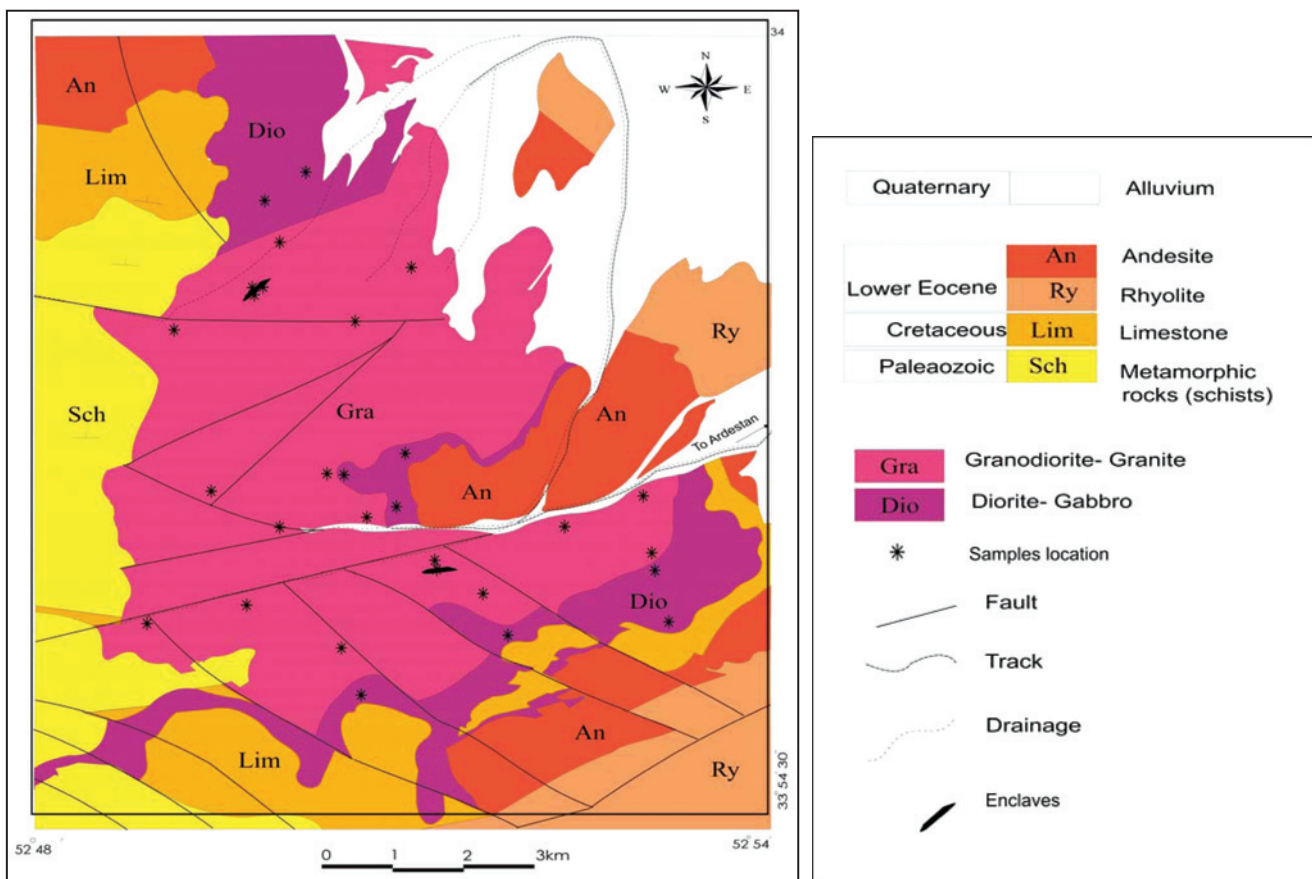 34
N
W E
S
An
Dio
Lim
Ry
Sch
Gra
An
To Ardestan
An
Dio
An
Lim
Ry
33 54 30
52° 48
52° 54
0 1 2 3km
Quaternary Alluvium
An Andesite
Lower Eocene Ry Rhyolite
Cretaceous Lim Limestone
Paleaozoic Sch Metamorphic
rocks (schists)
Gra Granodiorite- Granite
Dio Diorite- Gabbro
Samples location
Fault
Track
Drainage
Enclaves